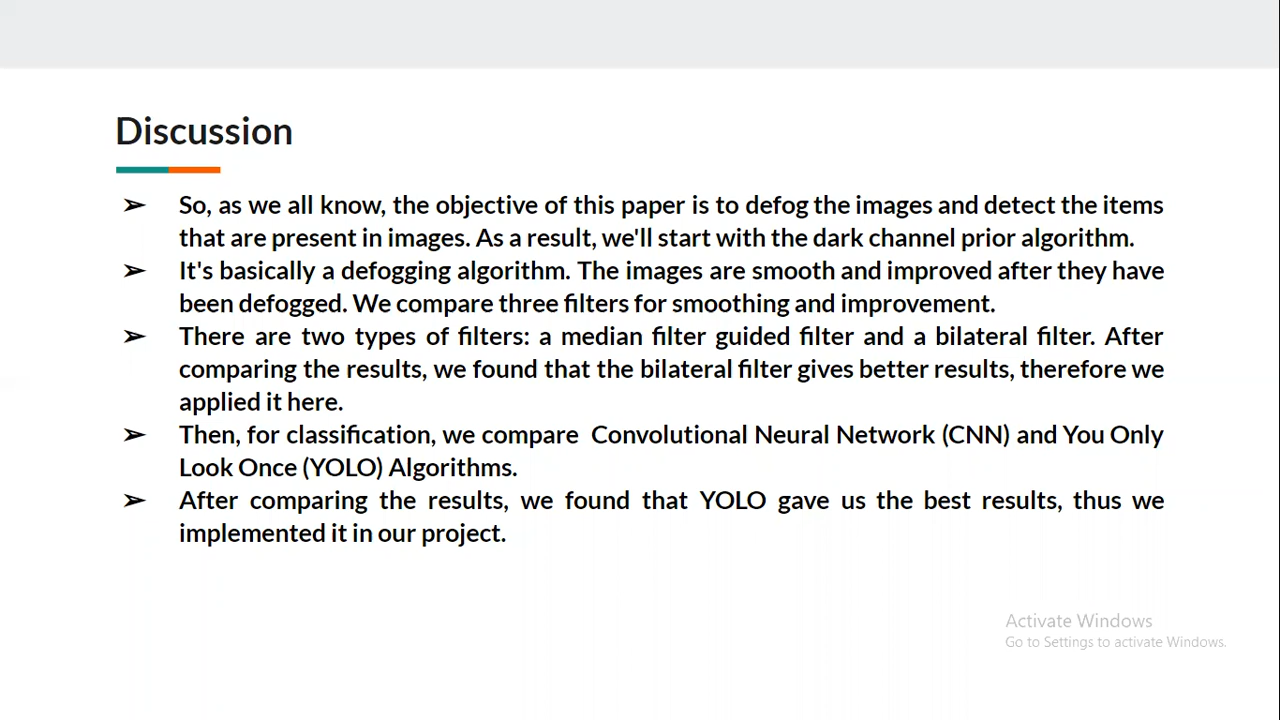 Discussion
➢ So, as we all know, the objective of this paper is to defog the images and detect the items
that are present in images. As a result, we'll start with the dark channel prior algorithm.
➢ It's basically a defogging algorithm. The images are smooth and improved after they have
been defogged. We compare three filters for smoothing and improvement.
➢ There are two types of filters: a median filter guided filter and a bilateral filter. After
comparing the results, we found that the bilateral filter gives better results, therefore we
applied it here.
➢ Then, for classification, we compare Convolutional Neural Network (CNN) and You Only
Look Once (YOLO) Algorithms.
➢ After comparing the results, we found that YOLO gave us the best results, thus we
implemented it in our project.
Activate Windows
Go to Settings to activate Windows.